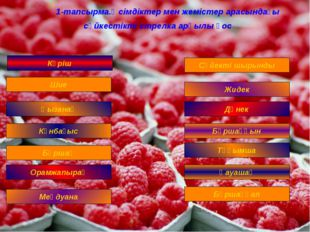 1-тапсырма.Өсімдіктер мен жемістер арасындағы
сәйкестікті стрелка арқылы қос
Күріш
Шие
Қызанақ
Күнбағыс
Бұршақ
Орамжапырақ
Меңдуана
Сүйекті шырынды
Жидек
Дәнек
Бұршаққын
Тұқымша
Қауашақ
Бұршаққап